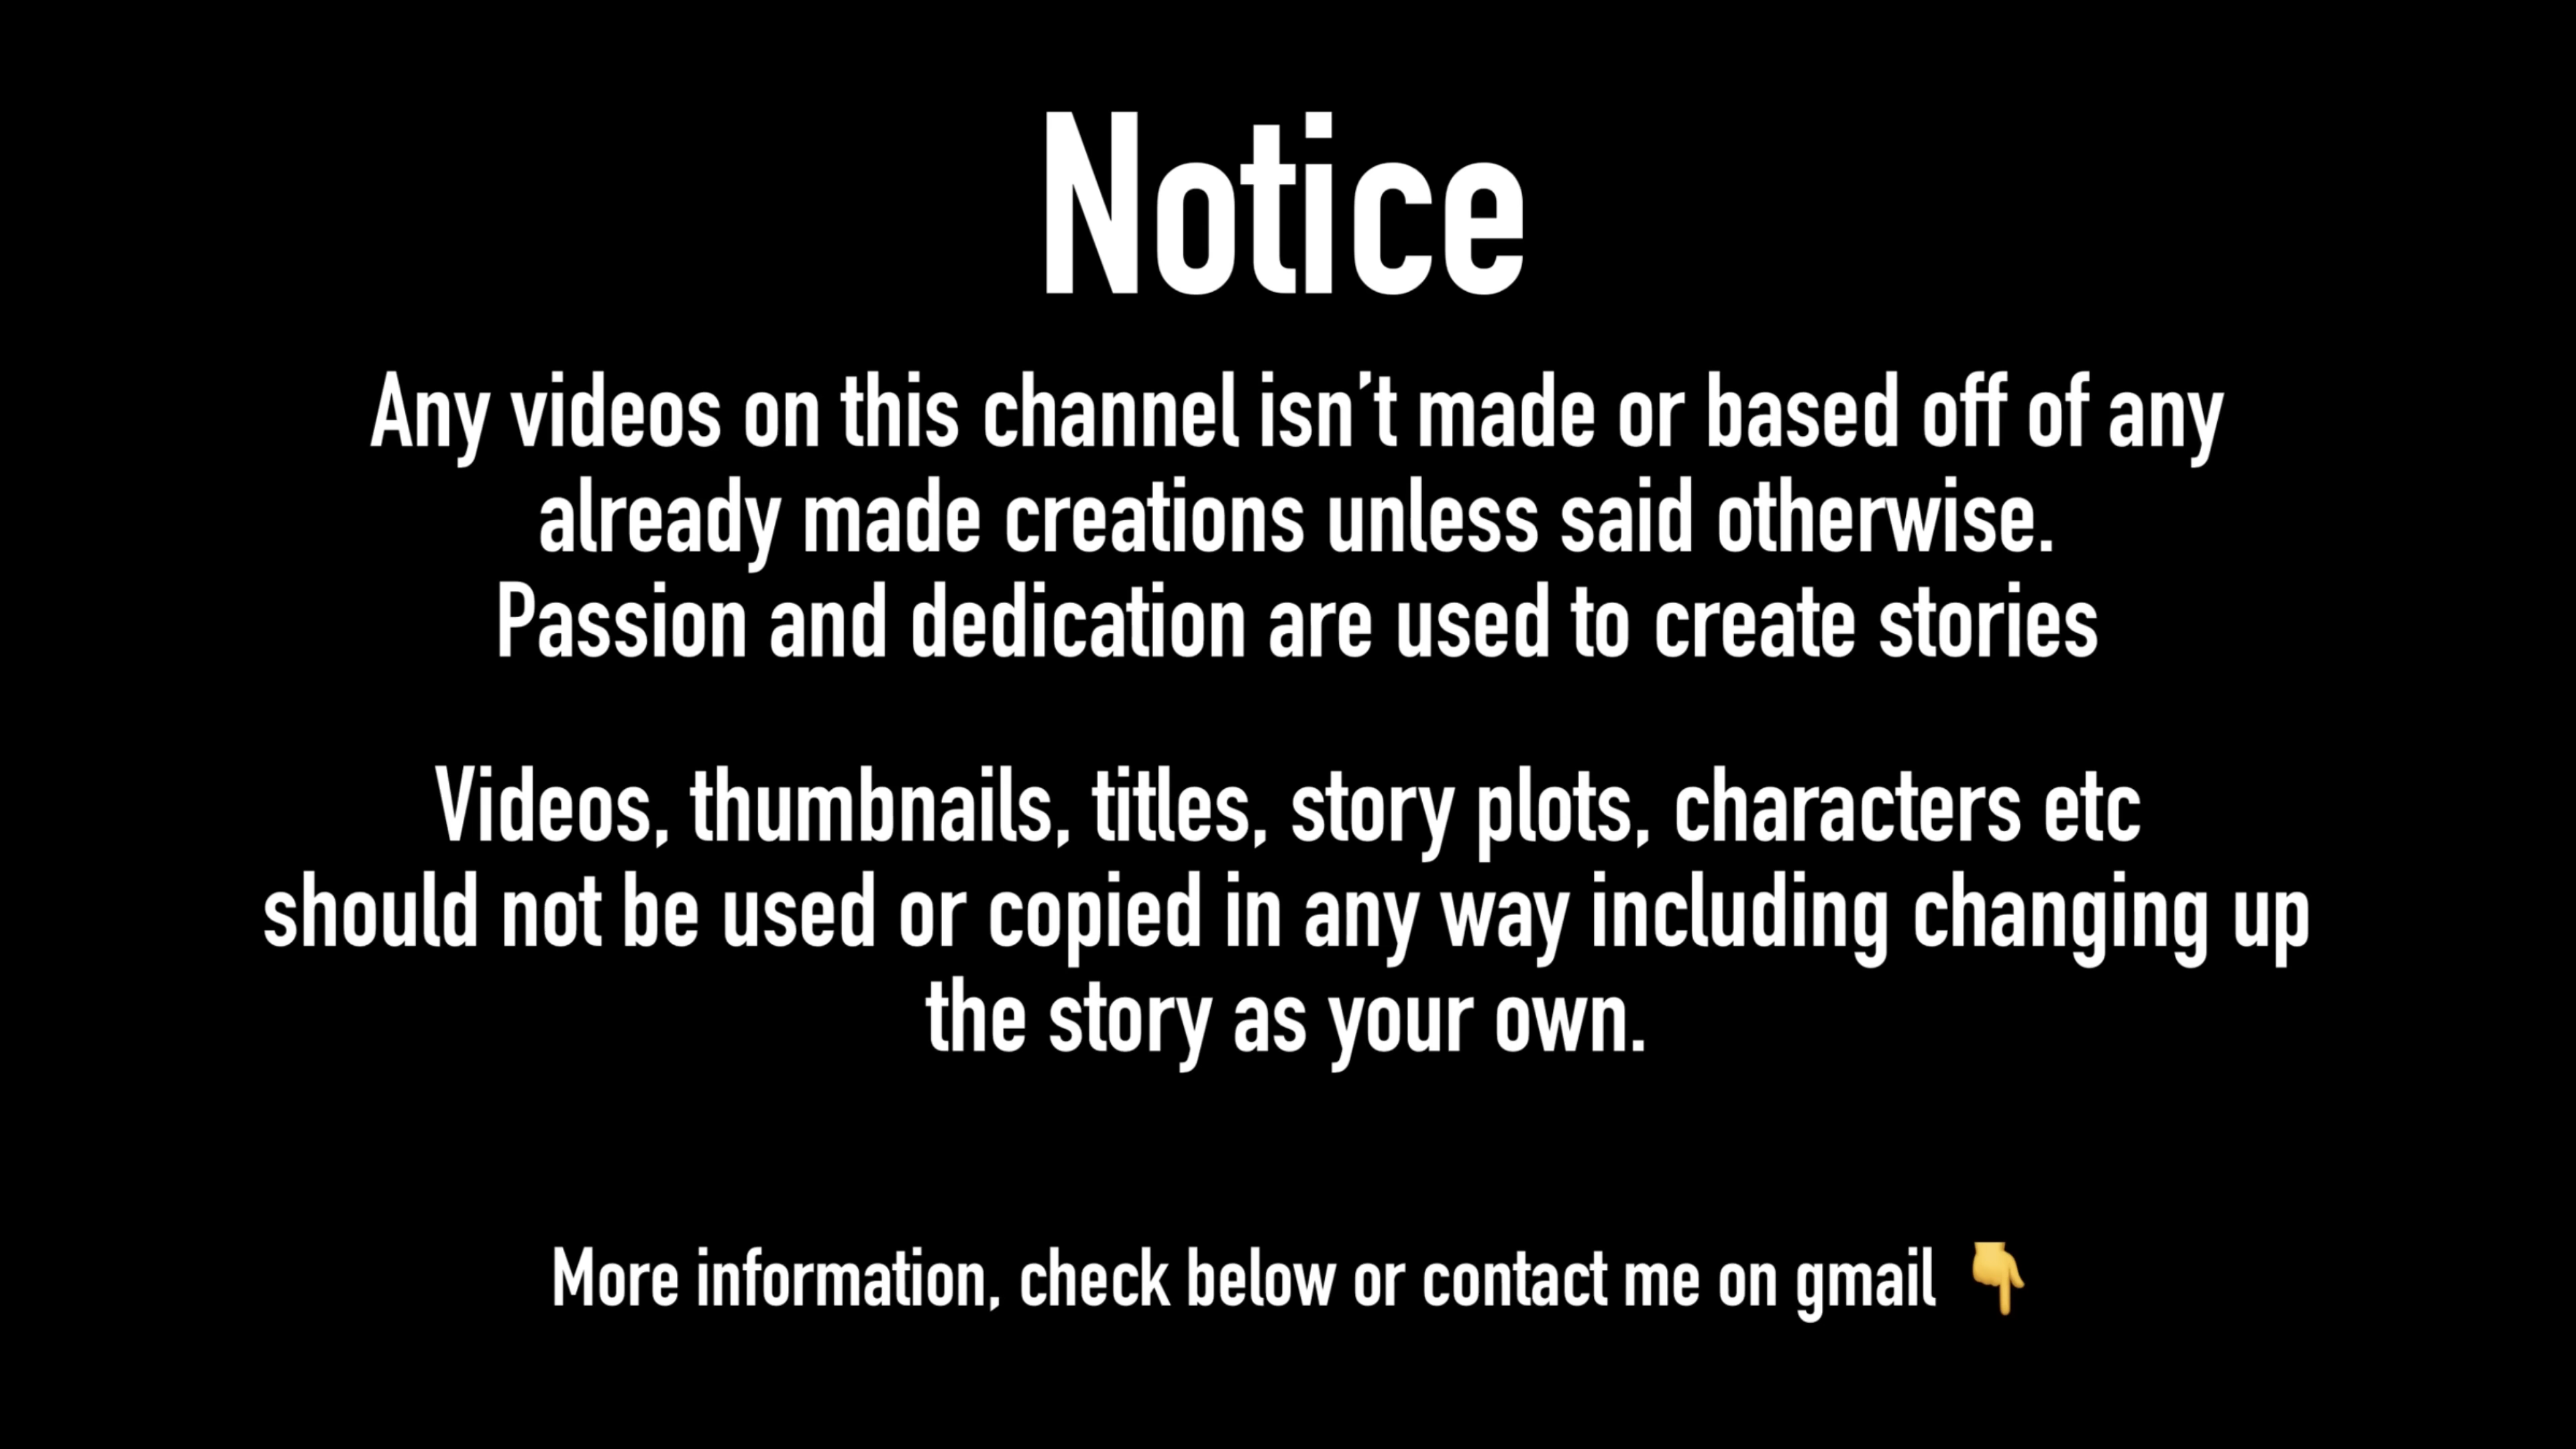 Notice
Any videos on this channel isn’t made or based off of any
already made creations unless said otherwise.
Passion and dedication are used to create stories
Videos, thumbnails, titles, story plots, characters etc
should not be used or copied in any way including changing up
the story as your own.
More information, check below or contact me on gmail 👇